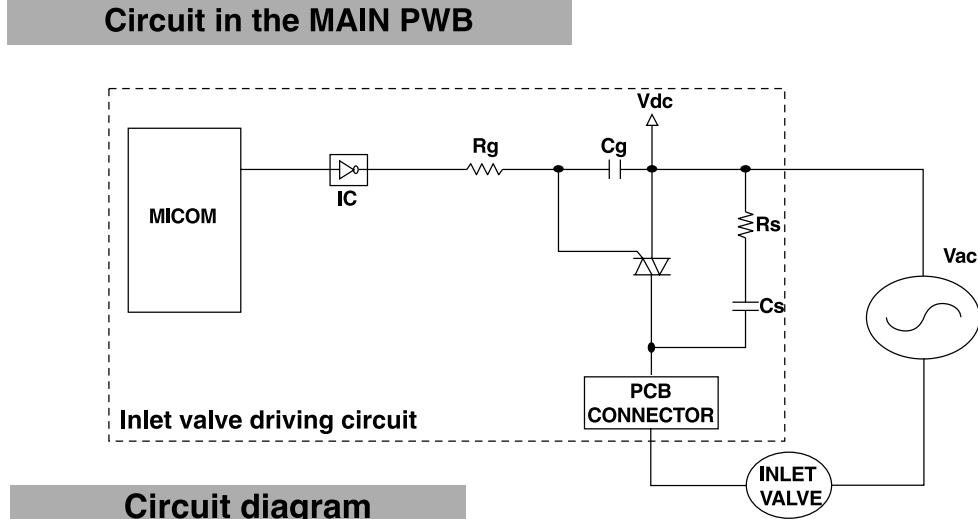 Circuit in the MAIN PWB
Vdc
Rg
Cg
MICOM
IC
Rs
Vac
Cs
PCB
CONNECTOR
Inlet valve driving circuit
INLET
VALVE
Circuit diagram